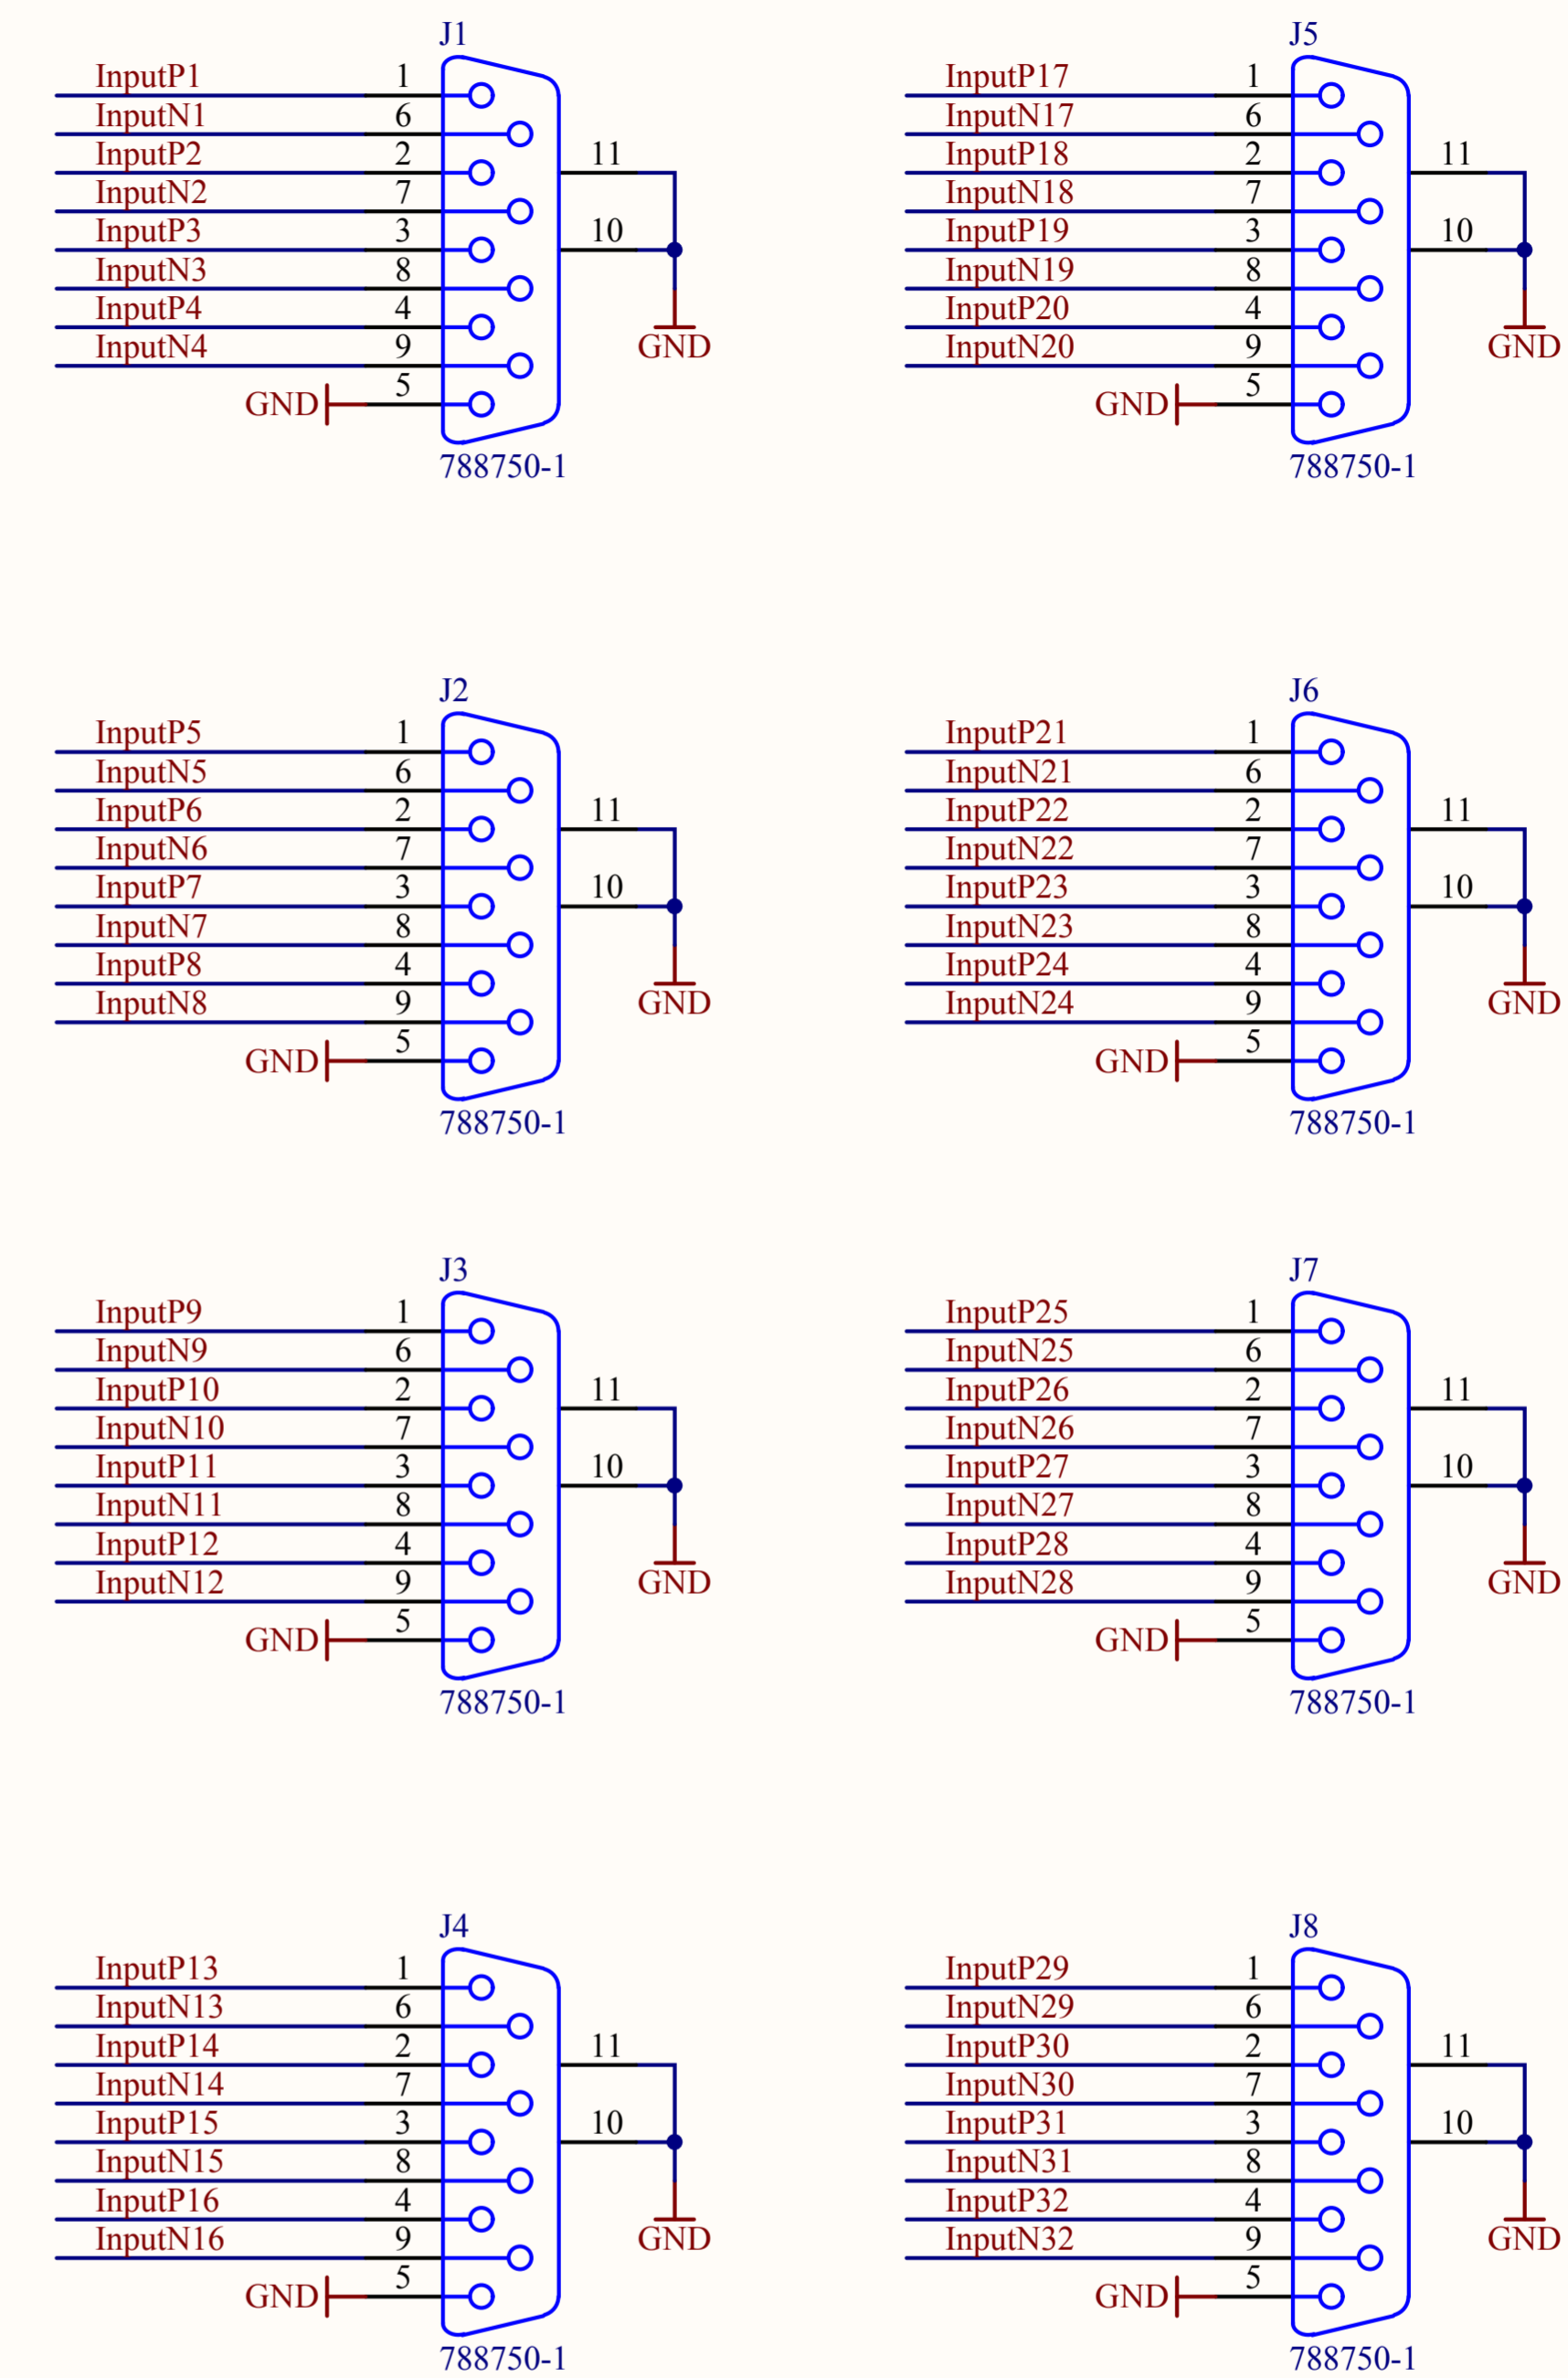 J1
InputP1 1
InputN1 6
InputP2 2 11
InputN2 7
InputP3 3 10
InputN3 8
InputP4 4
InputN4 9 GND
GND 5
788750-1
J5
InputP17 1
InputN17 6
InputP18 2 11
InputN18 7
InputP19 3 10
InputN19 8
InputP20 4
InputN20 9 GND
GND 5
788750-1
J2
InputP5 1
InputN5 6
InputP6 2 11
InputN6 7
InputP7 3 10
InputN7 8
InputP8 4
InputN8 9 GND
GND 5
788750-1
J6
InputP21 1
InputN21 6
InputP22 2 11
InputN22 7
InputP23 3 10
InputN23 8
InputP24 4
InputN24 9 GND
GND 5
788750-1
J3
InputP9 1
InputN9 6
InputP10 2 11
InputN10 7
InputP11 3 10
InputN11 8
InputP12 4
InputN12 9 GND
GND 5
788750-1
J7
InputP25 1
InputN25 6
InputP26 2 11
InputN26 7
InputP27 3 10
InputN27 8
InputP28 4
InputN28 9 GND
GND 5
788750-1
J4
InputP13 1
InputN13 6
InputP14 2 11
InputN14 7
InputP15 3 10
InputN15 8
InputP16 4
InputN16 9 GND
GND 5
788750-1
J8
InputP29 1
InputN29 6
InputP30 2 11
InputN30 7
InputP31 3 10
InputN31 8
InputP32 4
InputN32 9 GND
GND 5
788750-1